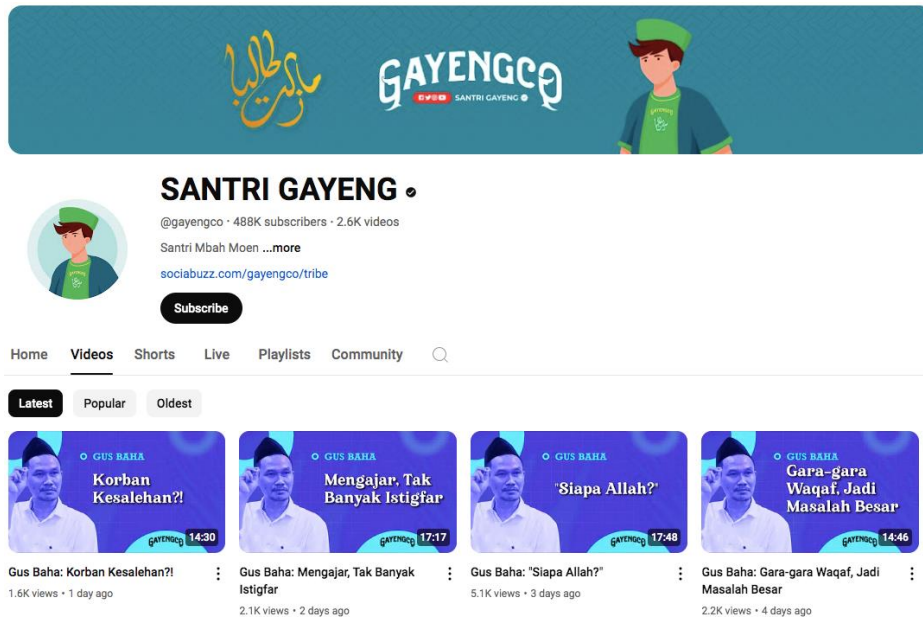 مازلت طالبا
GAYENGCO
SANTRI GAYENG
SANTRI GAYENG
@gayengco · 488K subscribers · 2.6K videos
Santri Mbah Moen ...more
sociabuzz.com/gayengco/tribe
Subscribe
Home Videos Shorts Live Playlists Community
Latest Popular Oldest
GUS BAHA
Korban
Kesalehan?!
GAYENGCO 14:30
GUS BAHA
Mengajar, Tak
Banyak Istigfar
GAYENGCO 17:17
GUS BAHA
"Siapa Allah?"
GAYENGCO 17:48
GUS BAHA
Gara-gara
Waqaf, Jadi
Masalah Besar
GAYENGCO 14:46
Gus Baha: Korban Kesalehan?!
1.6K views • 1 day ago
Gus Baha: Mengajar, Tak Banyak
Istigfar
2.1K views • 2 days ago
Gus Baha: "Siapa Allah?"
5.1K views • 3 days ago
Gus Baha: Gara-gara Waqaf, Jadi
Masalah Besar
2.2K views • 4 days ago